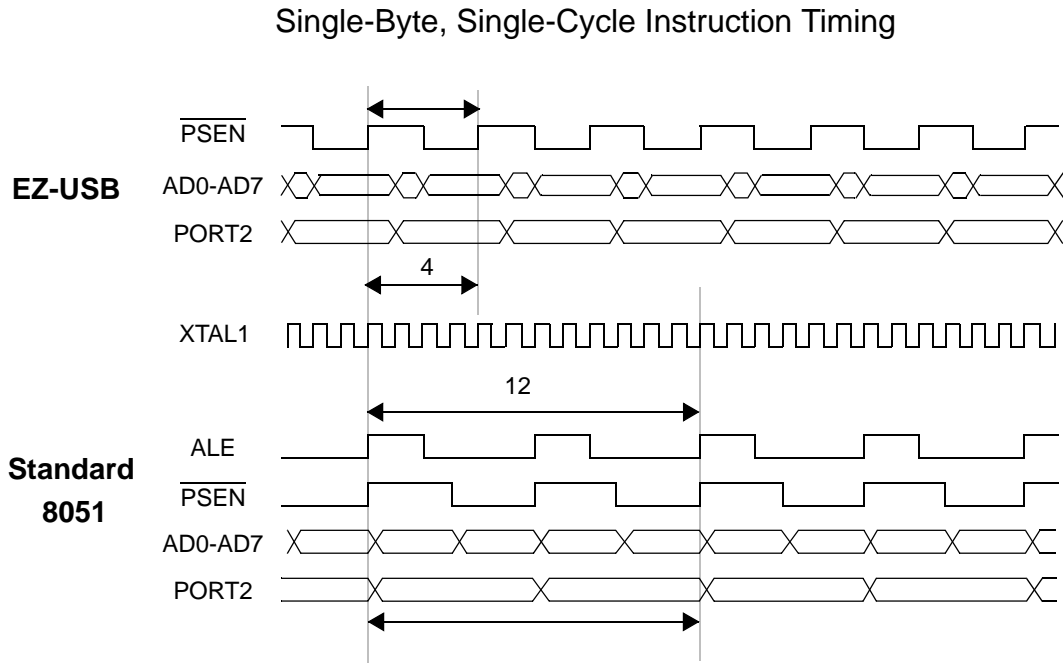 Single-Byte, Single-Cycle Instruction Timing
PSEN
EZ-USB
AD0-AD7
PORT2
4
XTAL1
12
ALE
Standard
8051
PSEN
AD0-AD7
PORT2